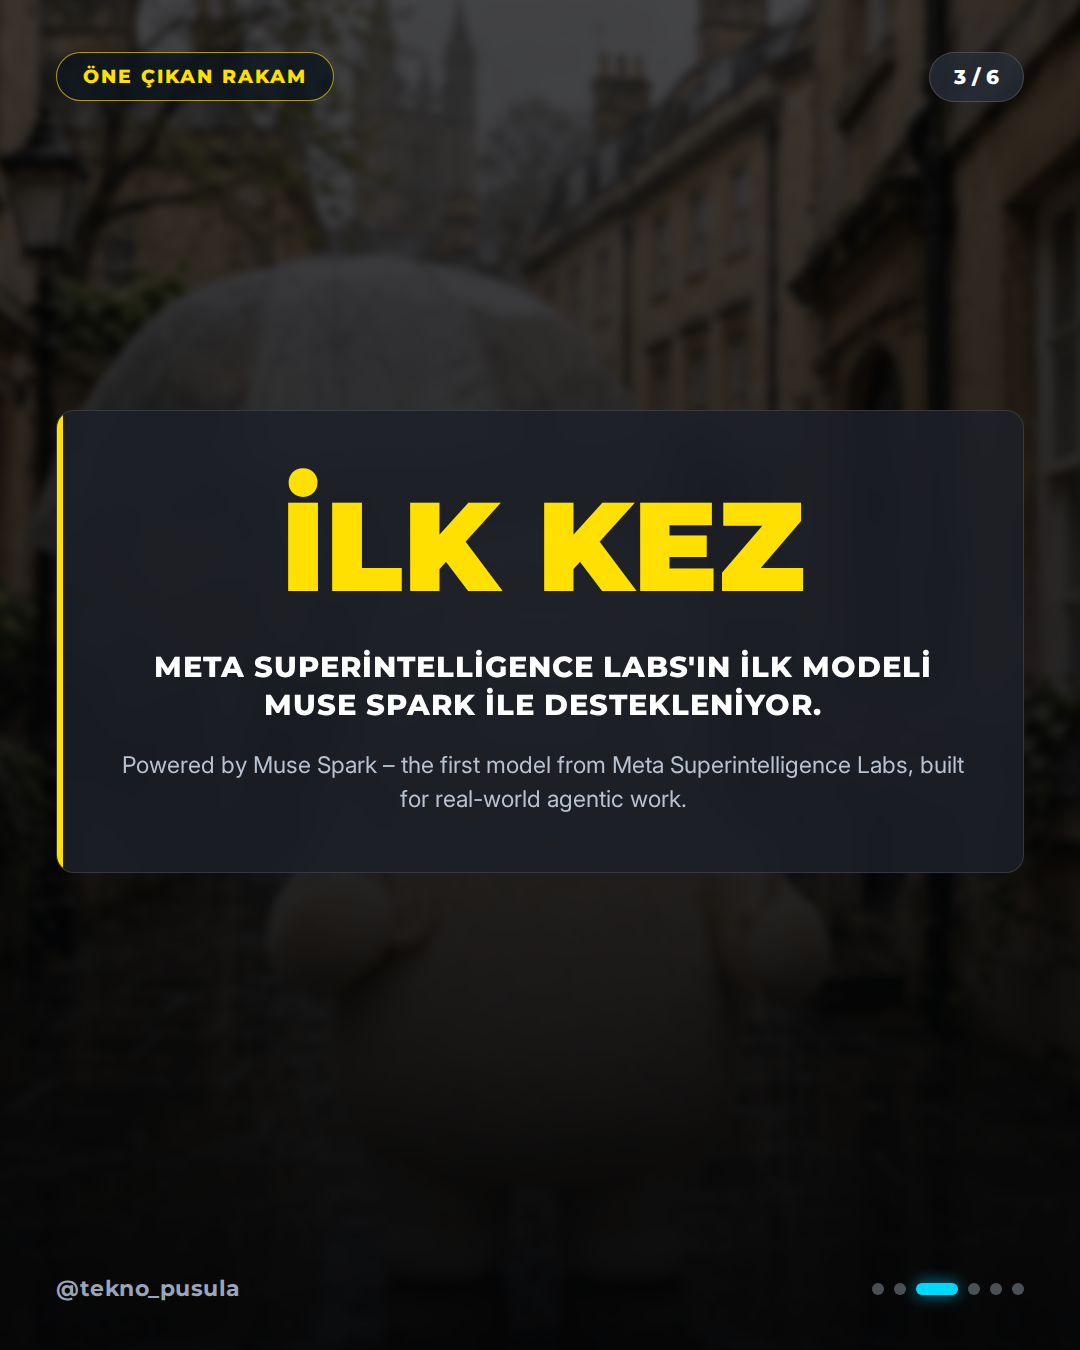 ÖNE ÇIKAN RAKAM
3/6
İLK KEZ
META SUPERİNTELLİGENCE LABS'IN İLK MODELİ
MUSE SPARK İLE DESTEKLENİYOR.
Powered by Muse Spark – the first model from Meta Superintelligence Labs, built
for real-world agentic work.
@tekno_pusula